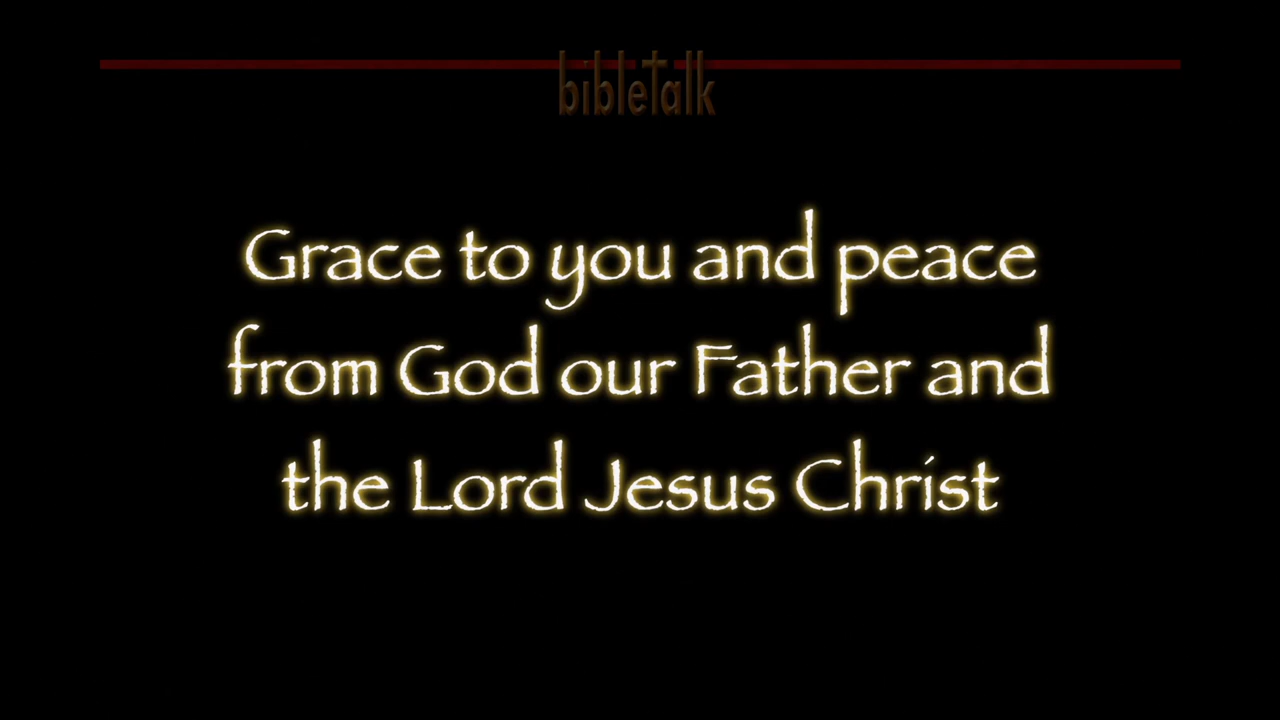 bibleTalk
Grace to you and peace
from God our Father and
the Lord Jesus Christ